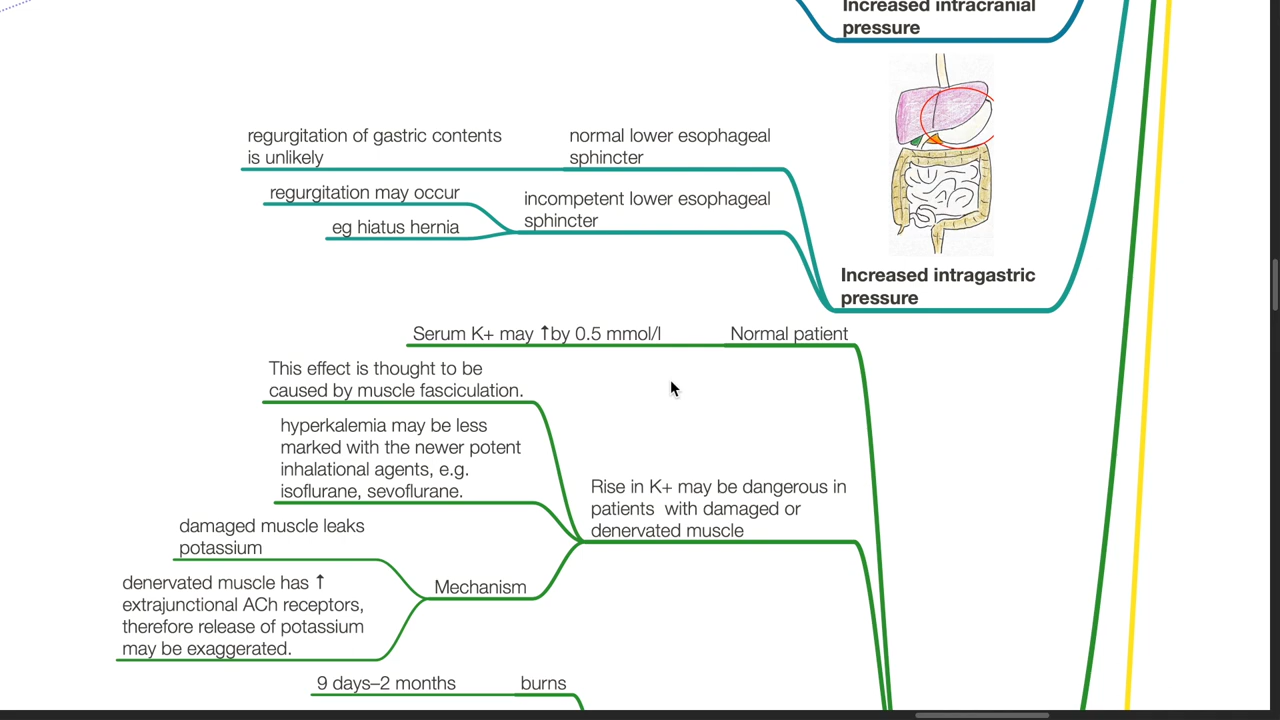 Increased intracranial
pressure
regurgitation of gastric contents
is unlikely
normal lower esophageal
sphincter
regurgitation may occur
eg hiatus hernia
incompetent lower esophageal
sphincter
Increased intragastric
pressure
Serum K+ may ↑by 0.5 mmol/l
Normal patient
This effect is thought to be
caused by muscle fasciculation.
hyperkalemia may be less
marked with the newer potent
inhalational agents, e.g.
isoflurane, sevoflurane.
Rise in K+ may be dangerous in
patients with damaged or
denervated muscle
damaged muscle leaks
potassium
Mechanism
denervated muscle has ↑
extrajunctional ACh receptors,
therefore release of potassium
may be exaggerated.
9 days–2 months
burns